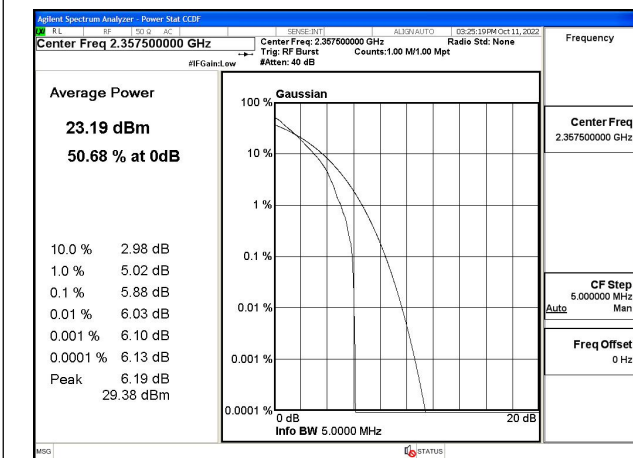 Agilent Spectrum Analyzer - Power Stat CCDF
RL RF 50 Ω AC SENSE:INT ALIGN AUTO 03:25:19 PM Oct 11, 2022
Center Freq 2.357500000 GHz
Center Freq: 2.357500000 GHz Radio Std: None
Trig: RF Burst Counts:1.00 M/1.00 Mpt
#IFGain:Low #Atten: 40 dB
Frequency
Average Power
23.19 dBm
50.68 % at 0dB
10.0 % 2.98 dB
1.0 % 5.02 dB
0.1 % 5.88 dB
0.01 % 6.03 dB
0.001 % 6.10 dB
0.0001 % 6.13 dB
Peak 6.19 dB
29.38 dBm
Gaussian
100 %
10 %
1 %
0.1 %
0.01 %
0.001 %
0.0001 %
0 dB 20 dB
Info BW 5.0000 MHz
Center Freq
2.357500000 GHz
CF Step
5.000000 MHz
Auto Man
Freq Offset
0 Hz
MSG STATUS